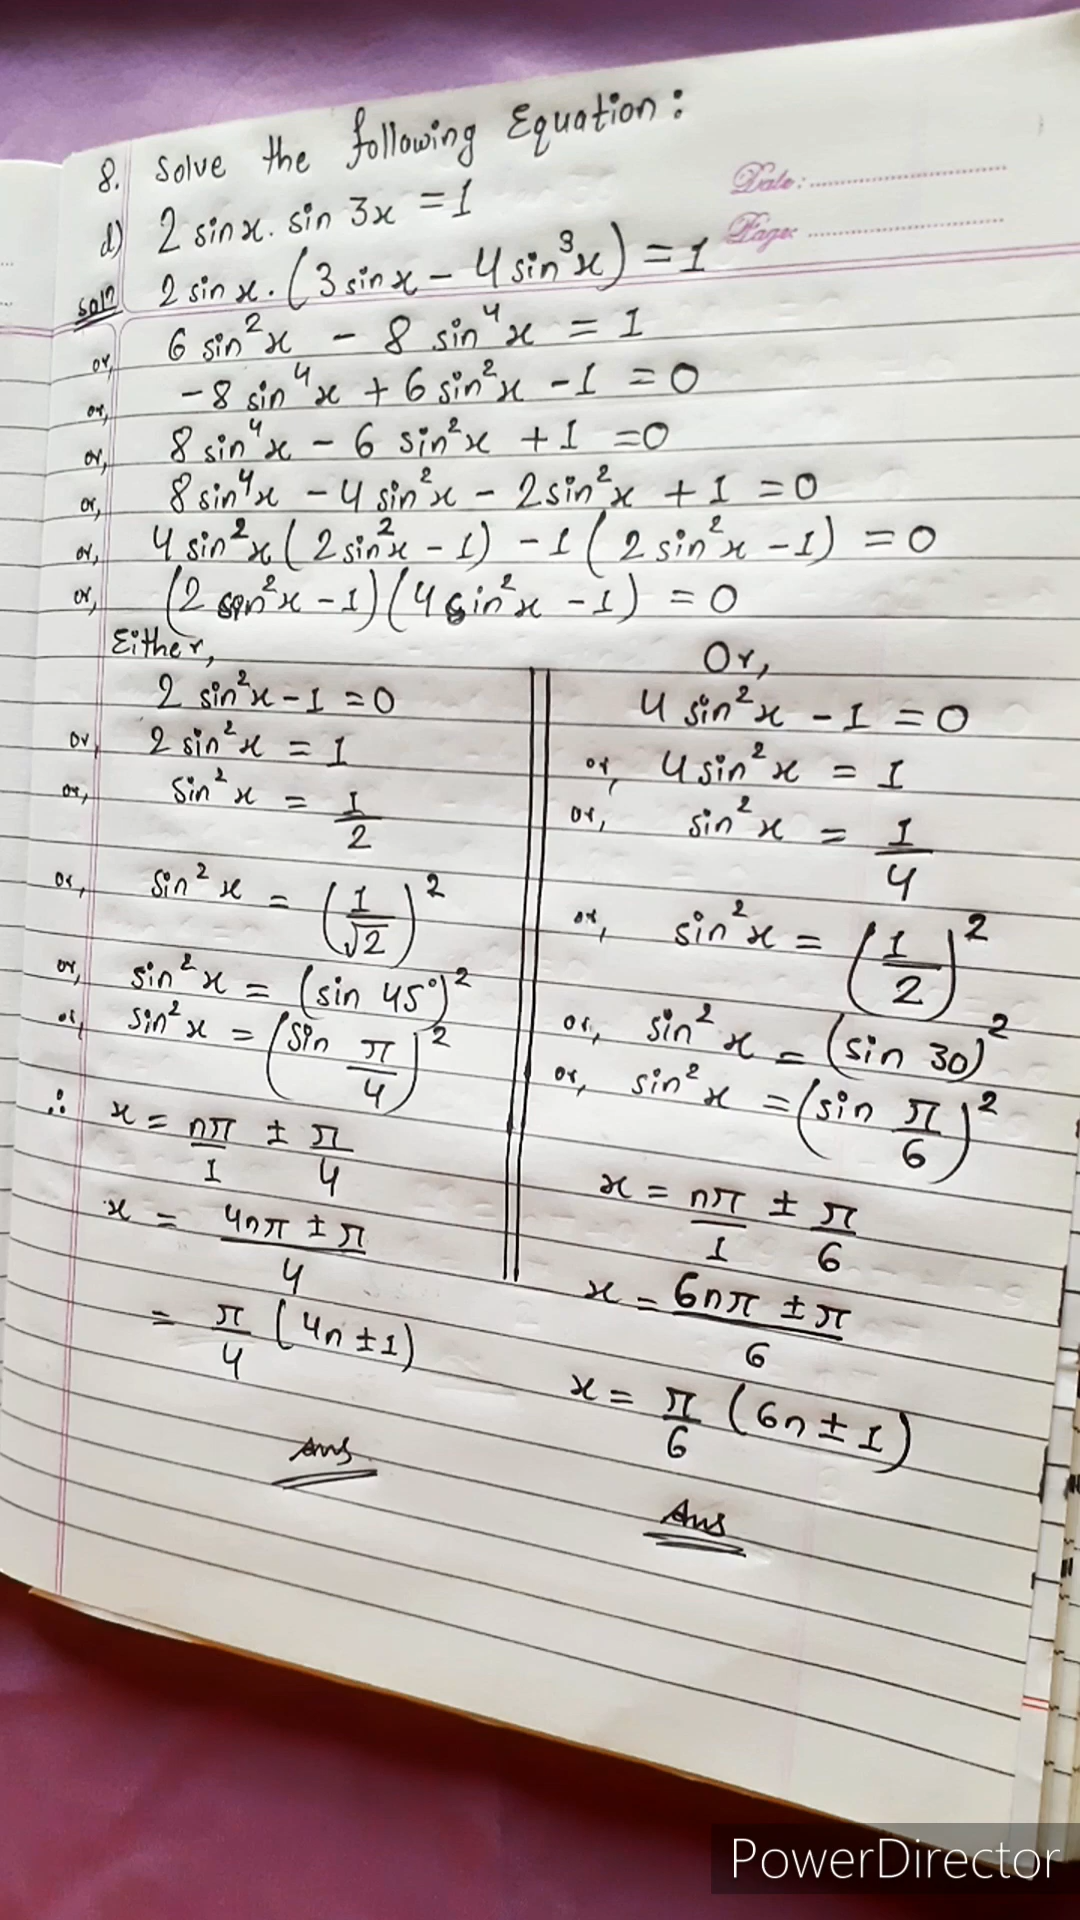 8. Solve the following Equation:
d) 2 sin x. sin 3x = 1
Date:
Page:
solⁿ 2 sin x. (3 sin x - 4 sin³x) = 1
or, 6 sin²x - 8 sin⁴x = 1
or, -8 sin⁴x + 6 sin²x - 1 = 0
or, 8 sin⁴x - 6 sin²x + 1 = 0
or, 8 sin⁴x - 4 sin²x - 2 sin²x + 1 = 0
or, 4 sin²x (2 sin²x - 1) - 1 (2 sin²x - 1) = 0
or, (2 sin²x - 1) (4 sin²x - 1) = 0
Either,
2 sin²x - 1 = 0
or, 2 sin²x = 1
or, sin²x = 1/2
or, sin²x = (1/√2)²
or, sin²x = (sin 45°)²
or, sin²x = (sin π/4)²
∴ x = nπ/1 ± π/4
x = 4nπ ± π/4
= π/4 (4n ± 1)
Ans
Or,
4 sin²x - 1 = 0
or, 4 sin²x = 1
or, sin²x = 1/4
or, sin²x = (1/2)²
or, sin²x = (sin 30)²
or, sin²x = (sin π/6)²
x = nπ/1 ± π/6
x = 6nπ ± π/6
x = π/6 (6n ± 1)
Ans
PowerDirector